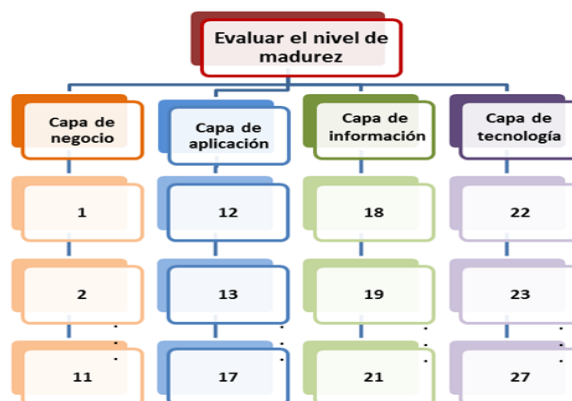 Evaluar el nivel de
madurez
Capa de
negocio
Capa de
aplicación
Capa de
información
Capa de
tecnología
1
12
18
22
2
13
19
23
. . . .
. . . .
. . . .
11
17
21
27